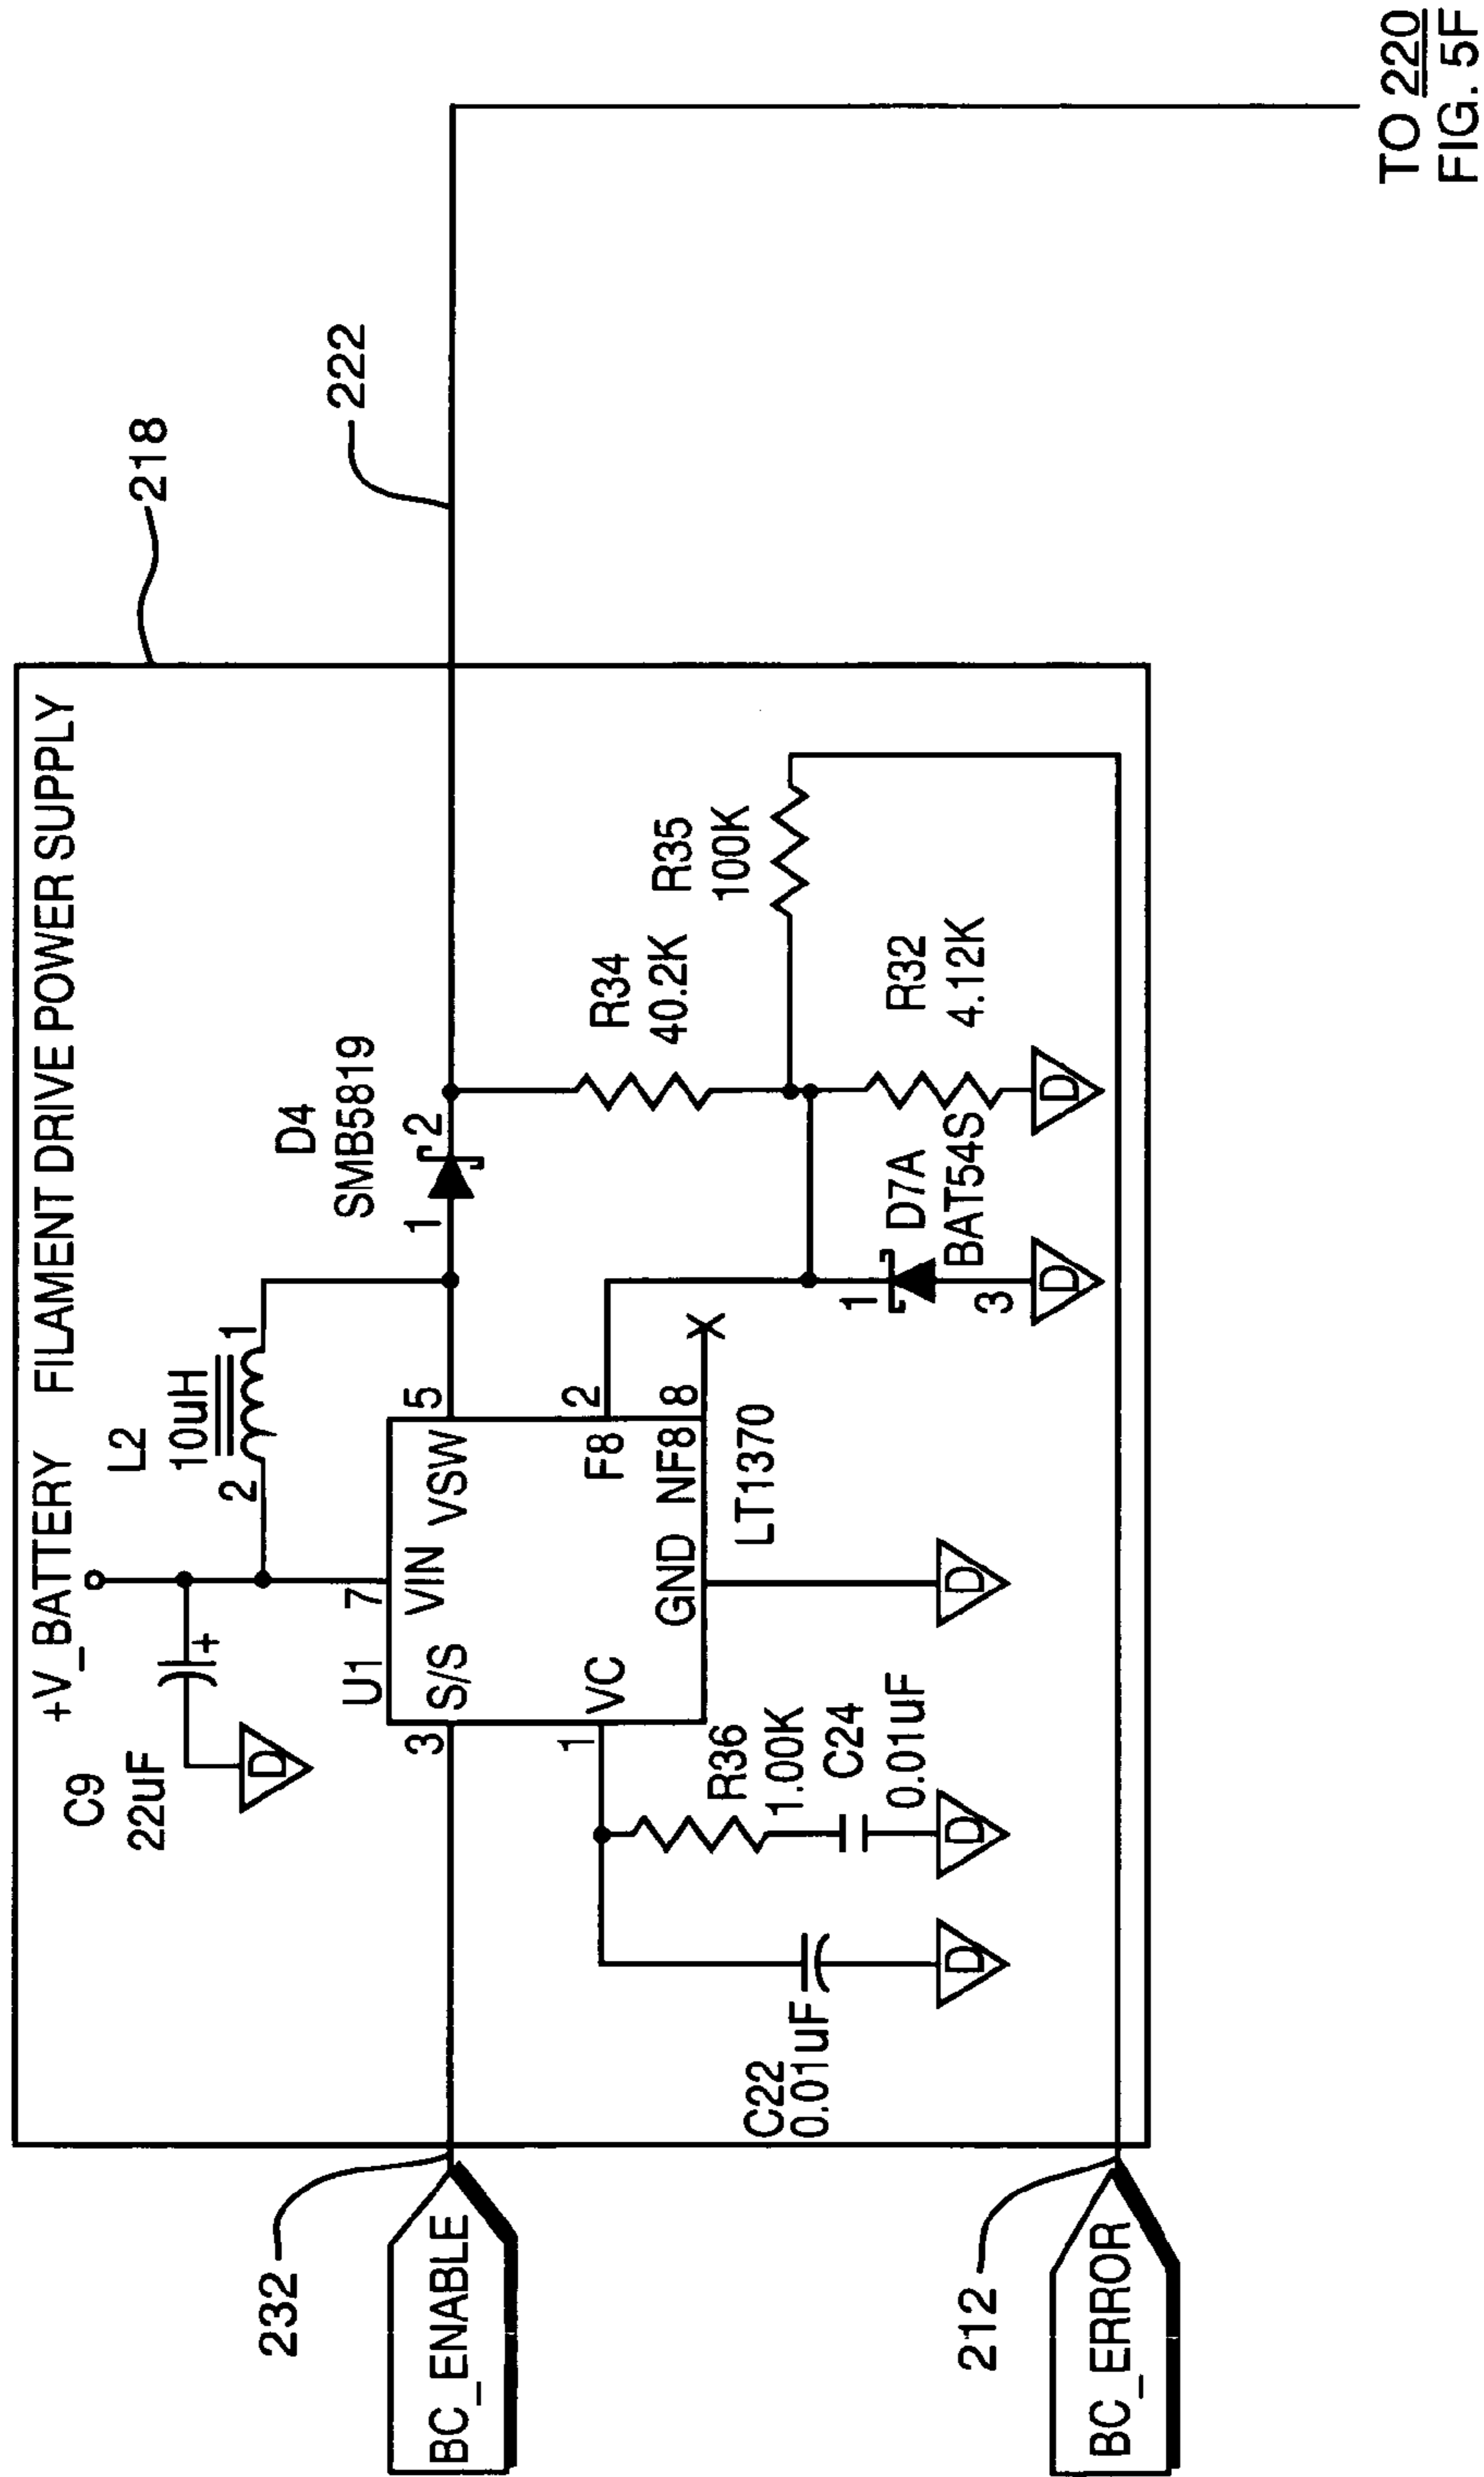 +V_BATTERY FILAMENT DRIVE POWER SUPPLY
218
222
C9
22uF
+
D
L2
10uH
2
1
D4
SMB5819
1
2
232
BC_ENABLE
3
U1
7
5
S/S
VIN
VSW
VC
F8
GND
NF8
1
2
8
X
LT1370
R34
40.2K
R35
100K
R36
1.00K
C24
0.01uF
C22
0.01uF
D
D
D
1
3
D7A
BAT54S
R32
4.12K
D
D
212
BC_ERROR
TO 220
FIG. 5F